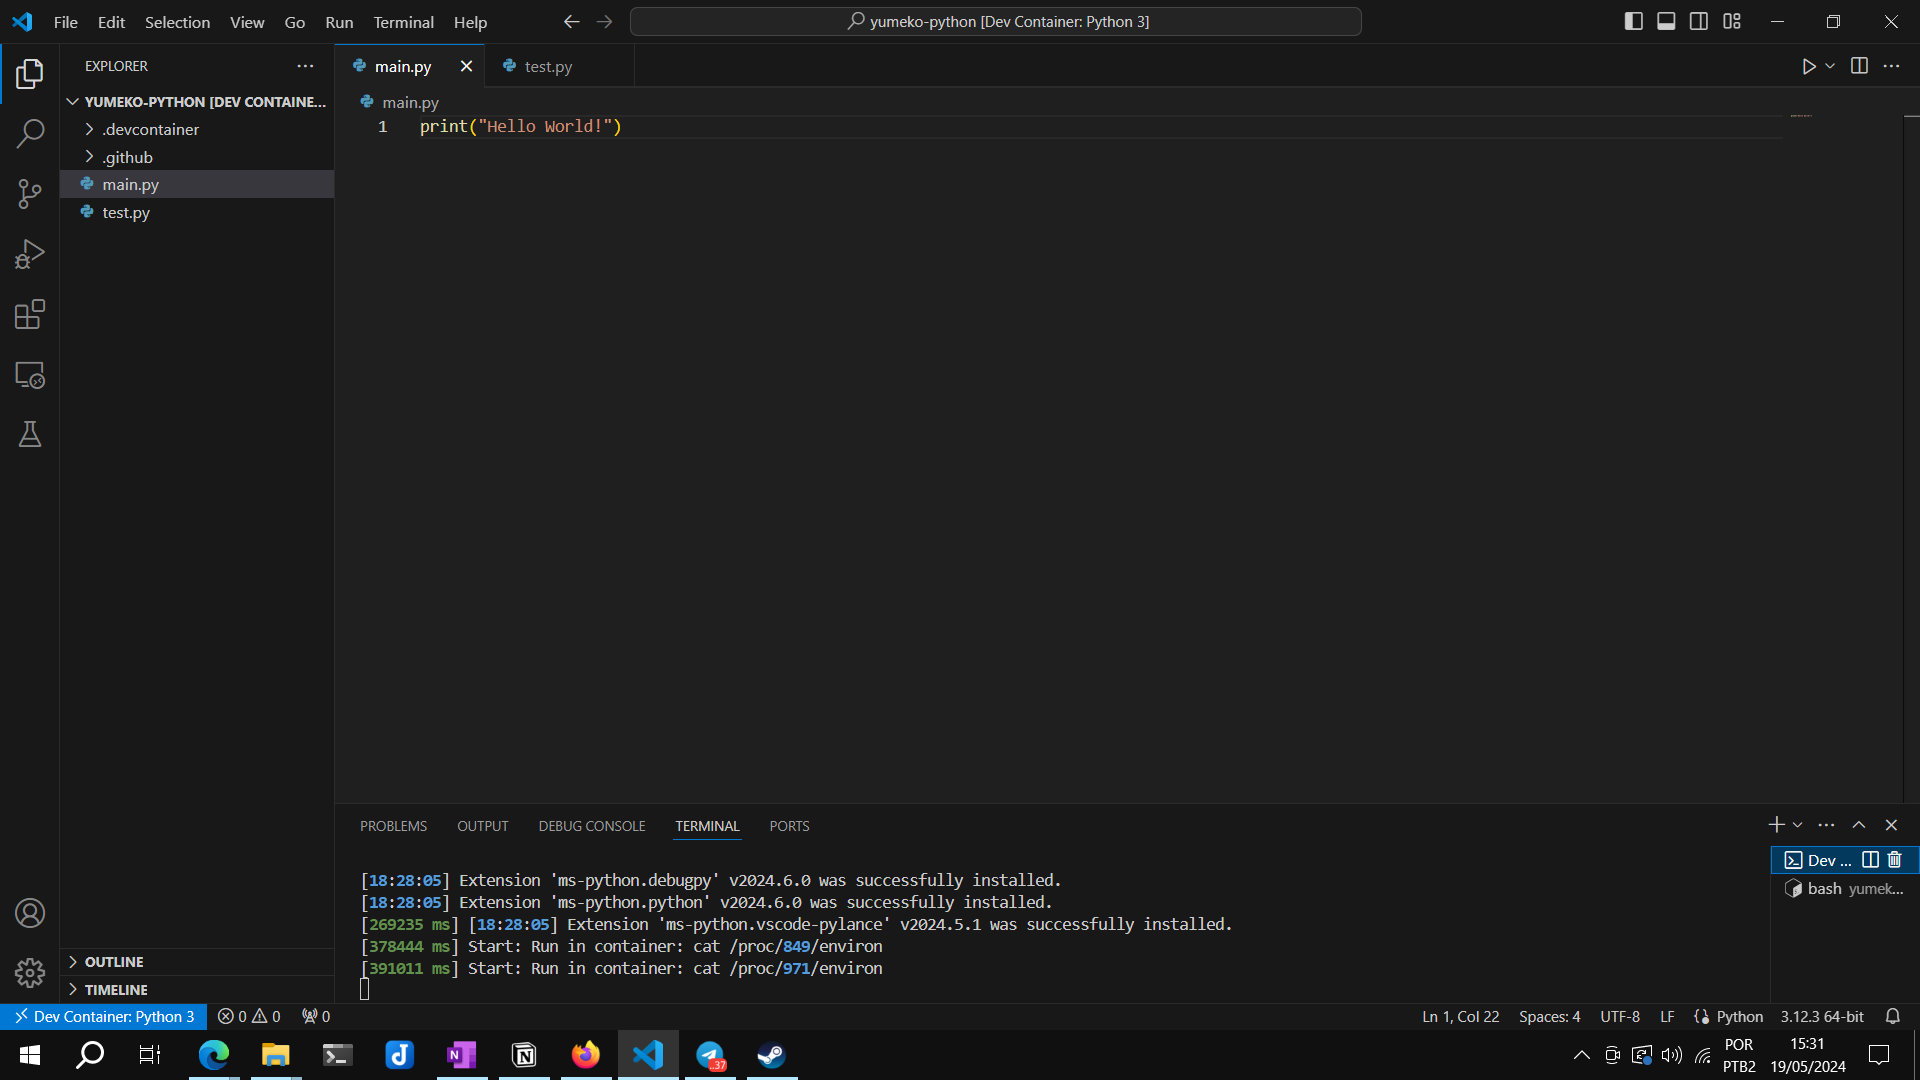 File Edit Selection View Go Run Terminal Help
yumeko-python [Dev Container: Python 3]
EXPLORER
YUMEKO-PYTHON [DEV CONTAINE...
.devcontainer
.github
main.py
test.py
OUTLINE
TIMELINE
main.py
test.py
main.py
1 print("Hello World!")
PROBLEMS OUTPUT DEBUG CONSOLE TERMINAL PORTS
[18:28:05] Extension 'ms-python.debugpy' v2024.6.0 was successfully installed.
[18:28:05] Extension 'ms-python.python' v2024.6.0 was successfully installed.
[269235 ms] [18:28:05] Extension 'ms-python.vscode-pylance' v2024.5.1 was successfully installed.
[378444 ms] Start: Run in container: cat /proc/849/environ
[391011 ms] Start: Run in container: cat /proc/971/environ
Dev ...
bash yumek...
Dev Container: Python 3 0 0 0 Ln 1, Col 22 Spaces: 4 UTF-8 LF Python 3.12.3 64-bit
..37
POR
PTB2
15:31
19/05/2024